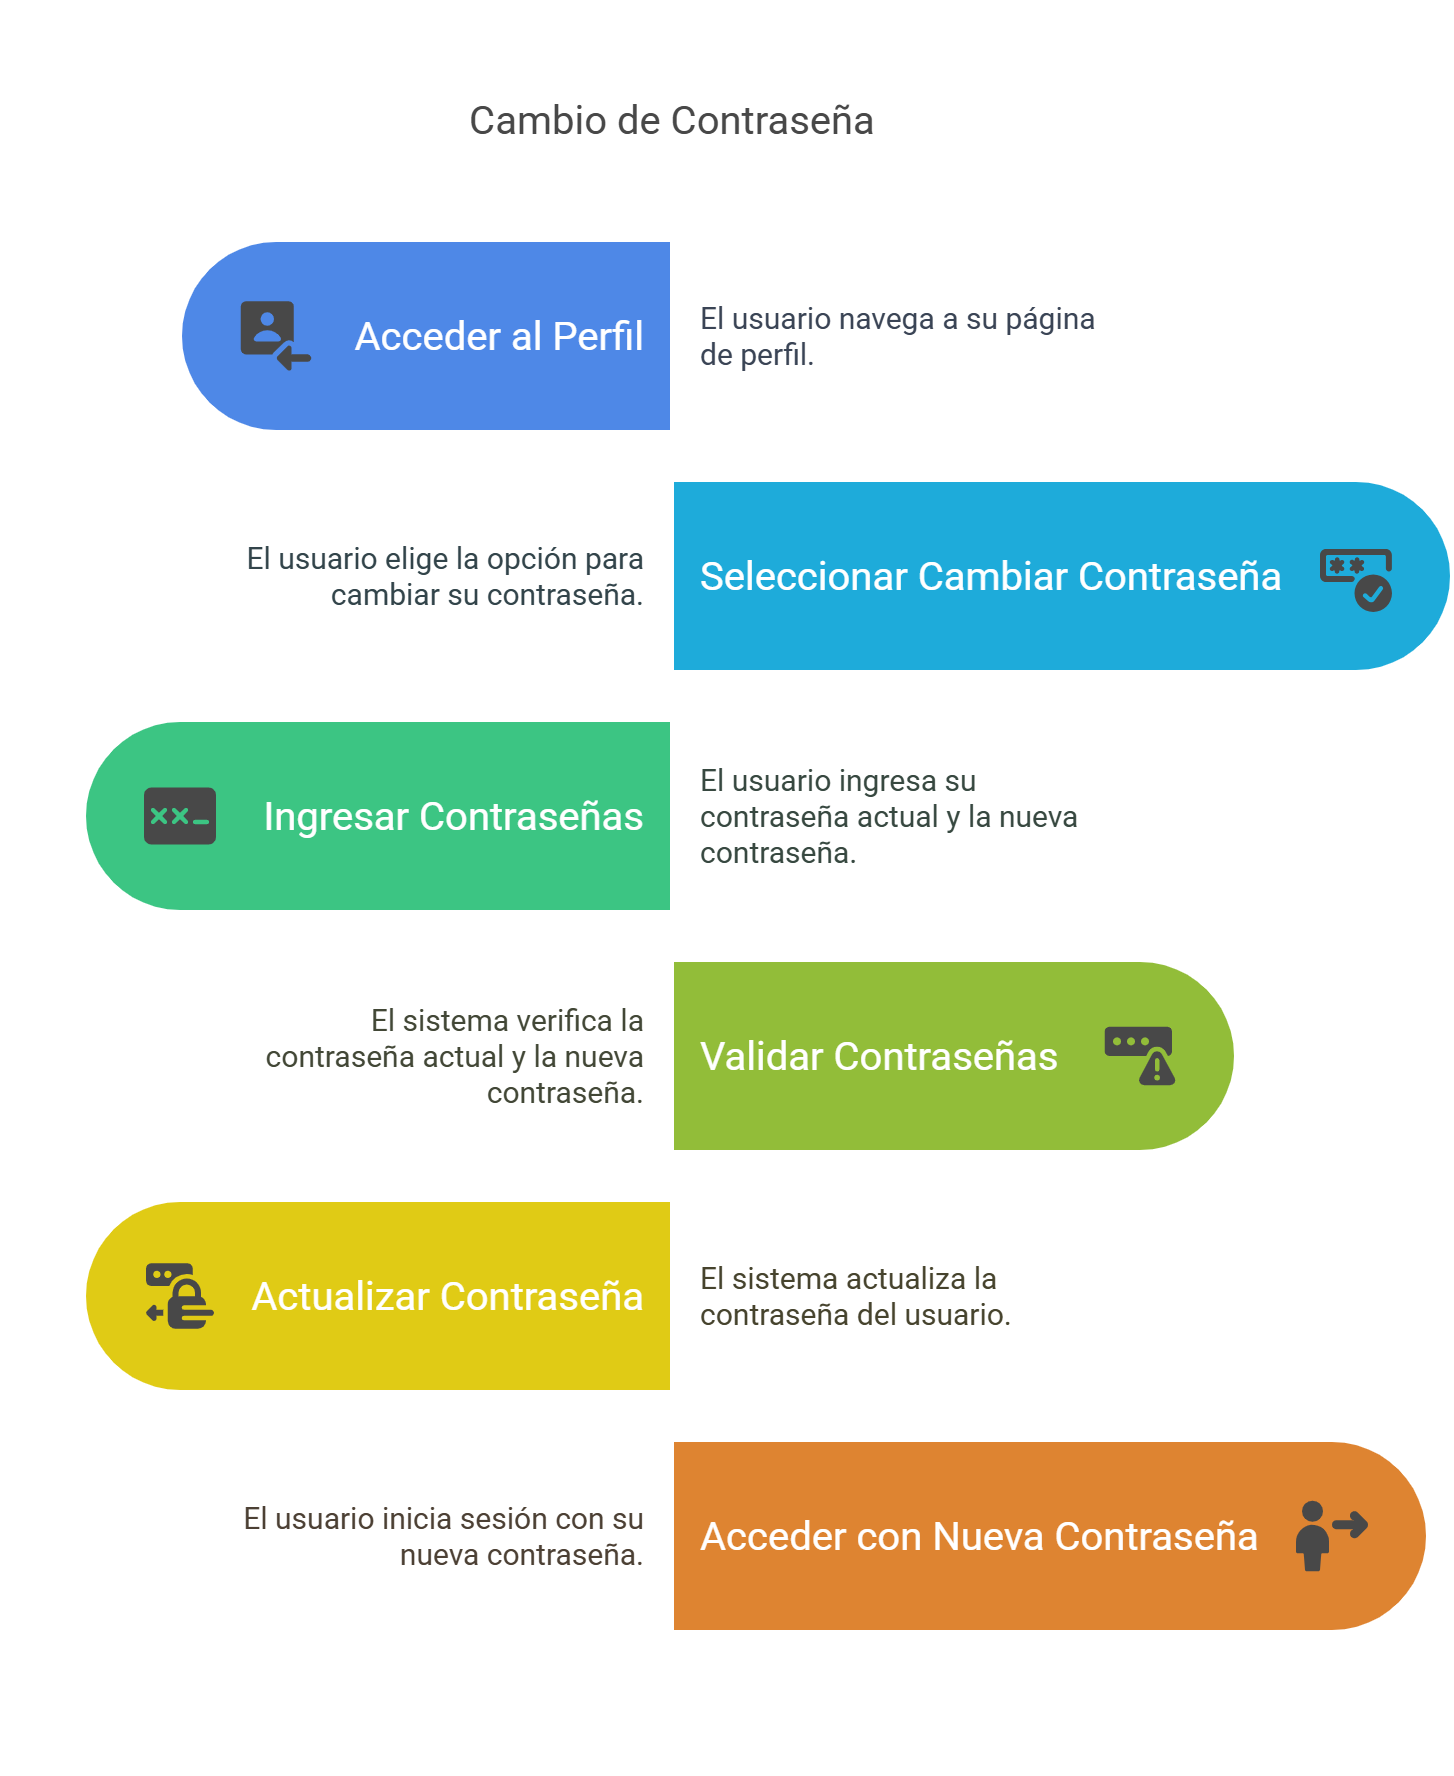 Cambio de Contraseña
Acceder al Perfil
El usuario navega a su página
de perfil.
El usuario elige la opción para
cambiar su contraseña.
Seleccionar Cambiar Contraseña
Ingresar Contraseñas
El usuario ingresa su
contraseña actual y la nueva
contraseña.
El sistema verifica la
contraseña actual y la nueva
contraseña.
Validar Contraseñas
Actualizar Contraseña
El sistema actualiza la
contraseña del usuario.
El usuario inicia sesión con su
nueva contraseña.
Acceder con Nueva Contraseña